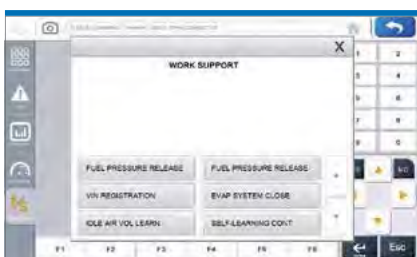 X
WORK SUPPORT
FUEL PRESSURE RELEASE FUEL PRESSURE RELEASE
VIN REGISTRATION EVAP SYSTEM CLOSE
IDLE AIR VOL LEARN SELF-LEARNING CONT
F1 F2 F3 F4 F5 F6 Esc